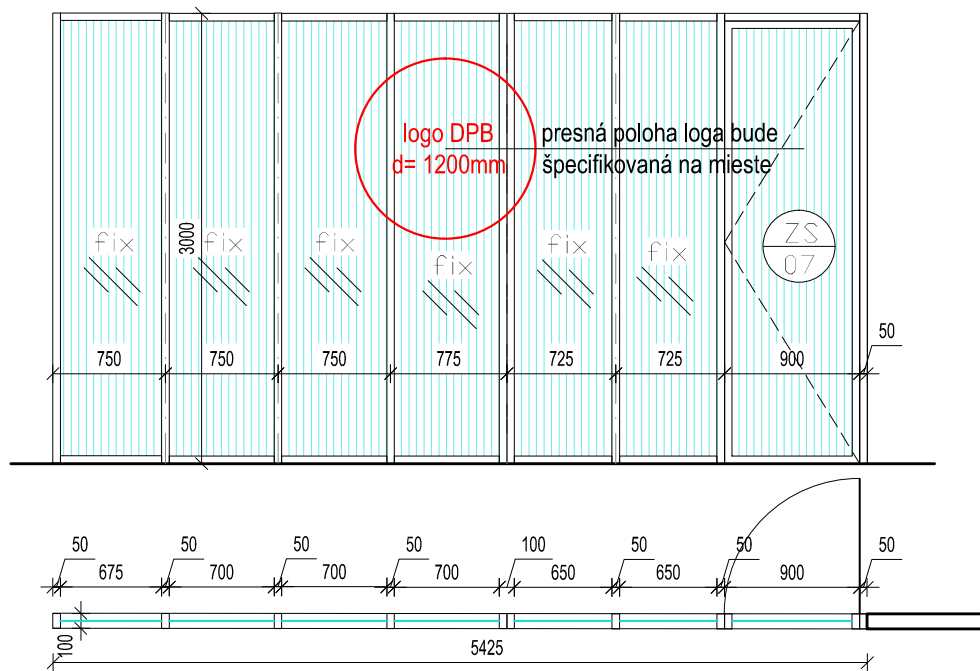 logo DPB
d= 1200mm
presná poloha loga bude
špecifikovaná na mieste
fix
3000
fix
fix
fix
fix
fix
ZS
07
50
750
750
750
775
725
725
900
50
50
50
50
100
50
50
50
675
700
700
700
650
650
900
100
5425